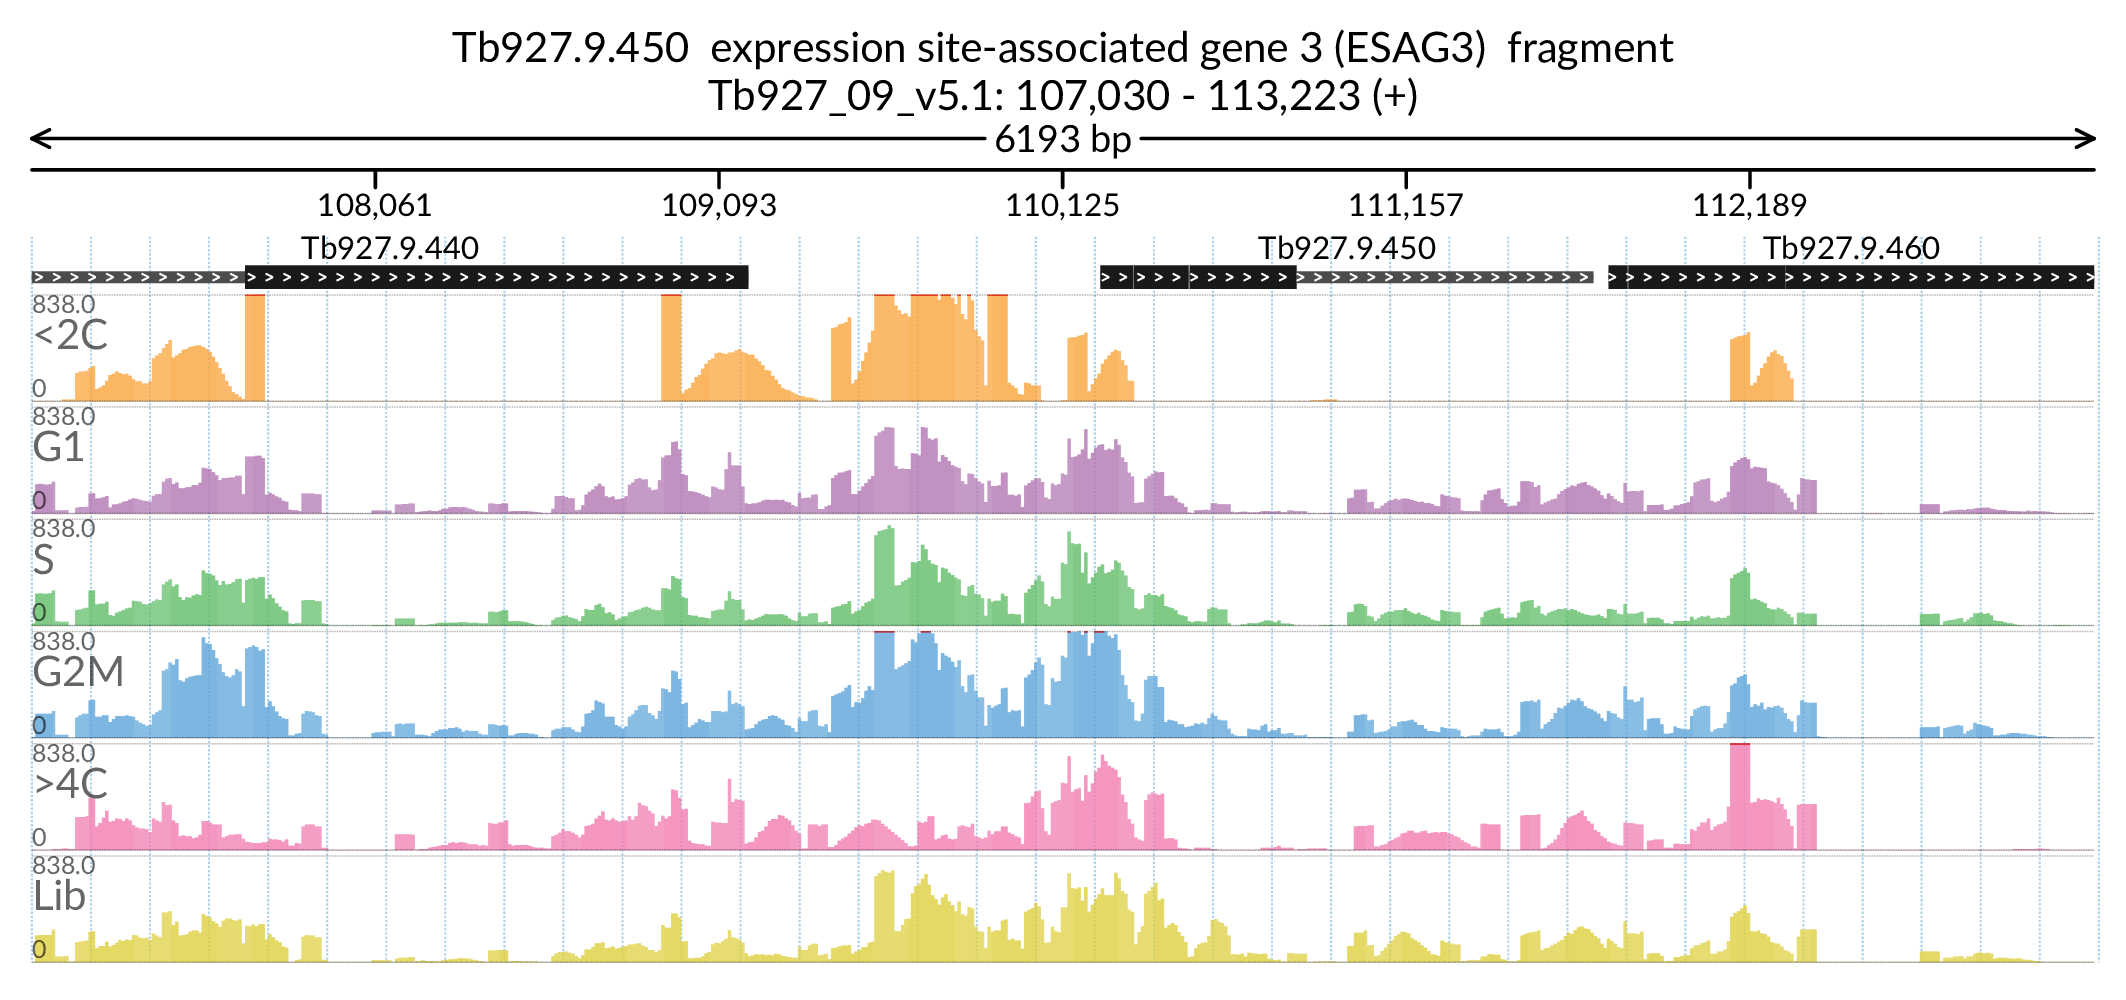 Tb927.9.450 expression site-associated gene 3 (ESAG3) fragment
Tb927_09_v5.1: 107,030 - 113,223 (+)
6193 bp
108,061 109,093 110,125 111,157 112,189
Tb927.9.440 Tb927.9.450 Tb927.9.460
838.0
<2C
0
838.0
G1
0
838.0
S
0
838.0
G2M
0
838.0
>4C
0
838.0
Lib
0